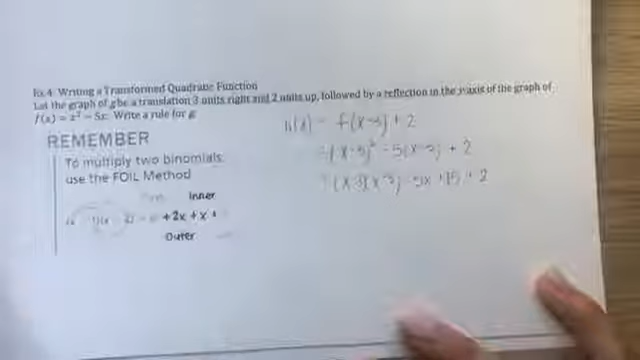 Ex.4 Writing a Transformed Quadratic Function
Let the graph of g be a translation 3 units right and 2 units up, followed by a reflection in the y-axis of the graph of
f(x) = x² − 5x. Write a rule for g.
REMEMBER
To multiply two binomials,
use the FOIL Method
Inner
+ 2x + x +
Outer
h(x) = f(x-3) + 2
= (x-3)² - 5(x-3) + 2
= (x-3)(x-3) - 5x + 15 + 2